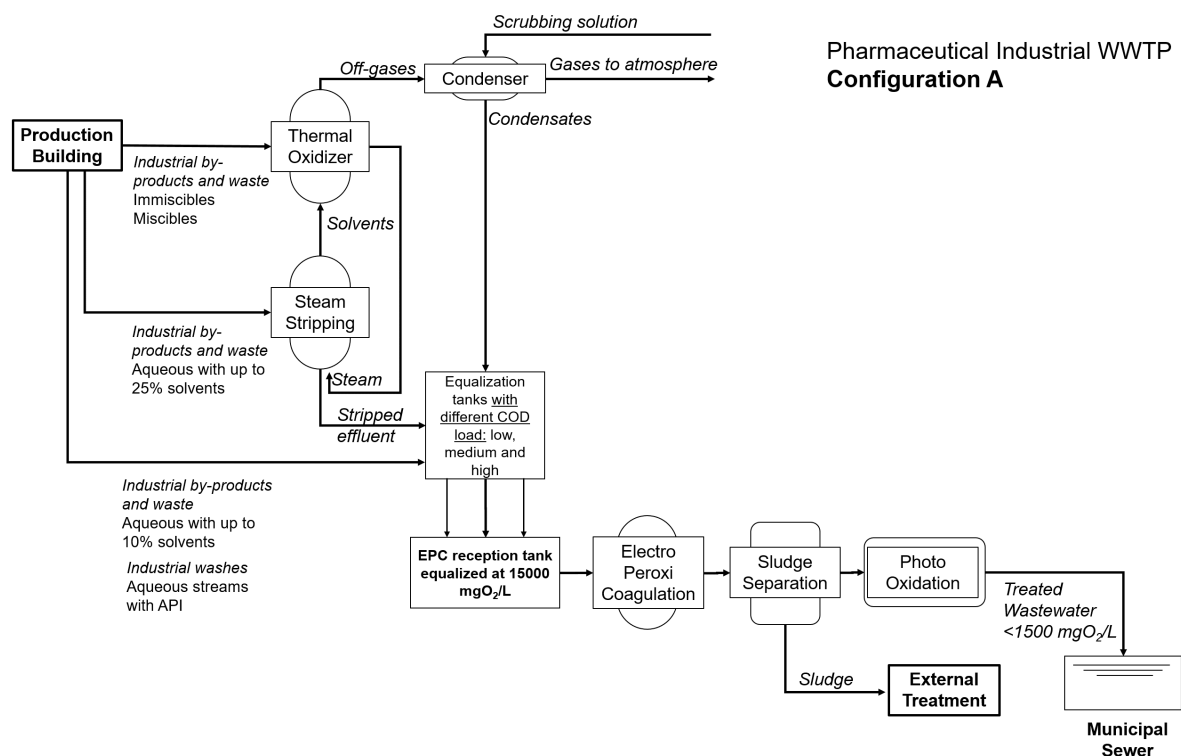 Scrubbing solution
Pharmaceutical Industrial WWTP
Configuration A
Off-gases
Condenser
Gases to atmosphere
Condensates
Production
Building
Thermal
Oxidizer
Industrial by-
products and waste
Immiscibles
Miscibles
Solvents
Steam
Stripping
Industrial by-
products and waste
Aqueous with up to
25% solvents
Steam
Stripped
effluent
Equalization
tanks with
different COD
load: low,
medium and
high
Industrial by-products
and waste
Aqueous with up to
10% solvents
Industrial washes
Aqueous streams
with API
EPC reception tank
equalized at 15000
mgO₂/L
Electro
Peroxi
Coagulation
Sludge
Separation
Photo
Oxidation
Treated
Wastewater
<1500 mgO₂/L
Sludge
External
Treatment
Municipal
Sewer